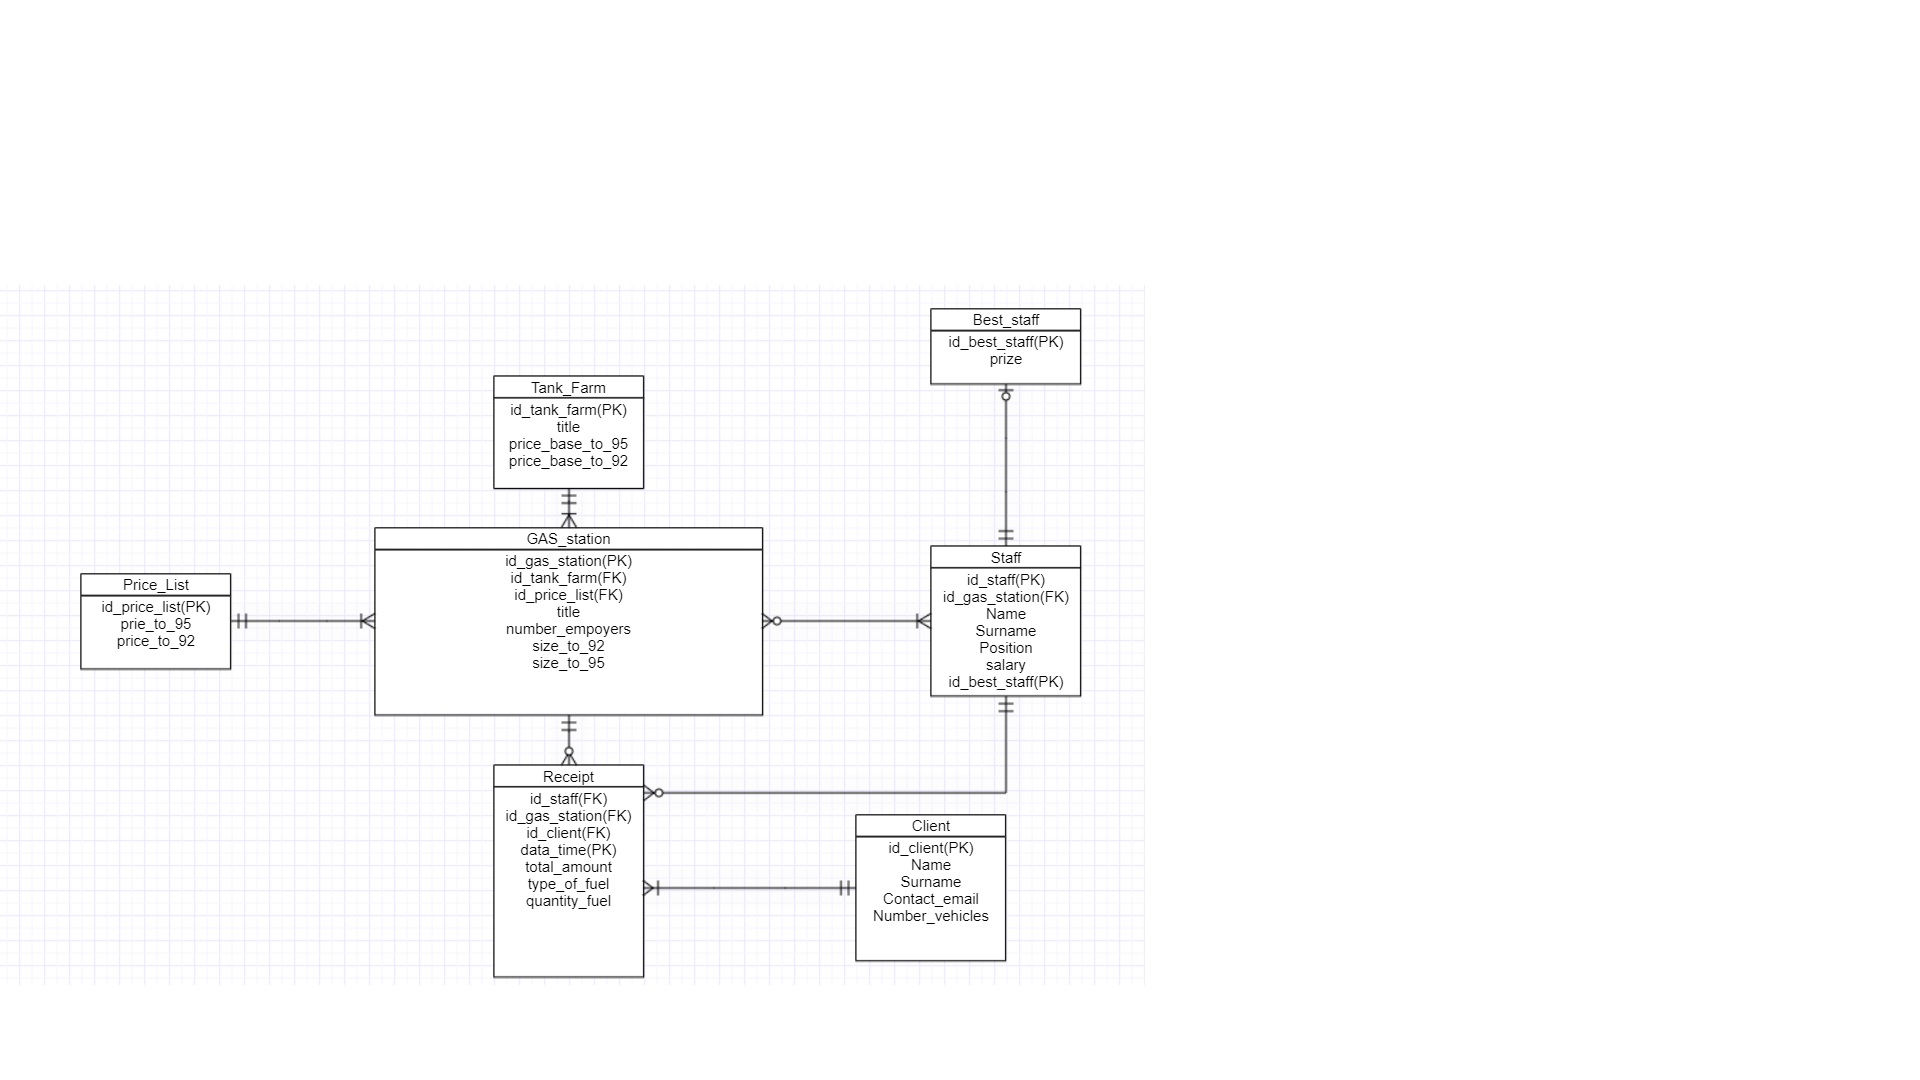 Best_staff
id_best_staff(PK)
prize
Tank_Farm
id_tank_farm(PK)
title
price_base_to_95
price_base_to_92
GAS_station
id_gas_station(PK)
id_tank_farm(FK)
id_price_list(FK)
title
number_empoyers
size_to_92
size_to_95
Price_List
id_price_list(PK)
prie_to_95
price_to_92
Staff
id_staff(PK)
id_gas_station(FK)
Name
Surname
Position
salary
id_best_staff(PK)
Receipt
id_staff(FK)
id_gas_station(FK)
id_client(FK)
data_time(PK)
total_amount
type_of_fuel
quantity_fuel
Client
id_client(PK)
Name
Surname
Contact_email
Number_vehicles